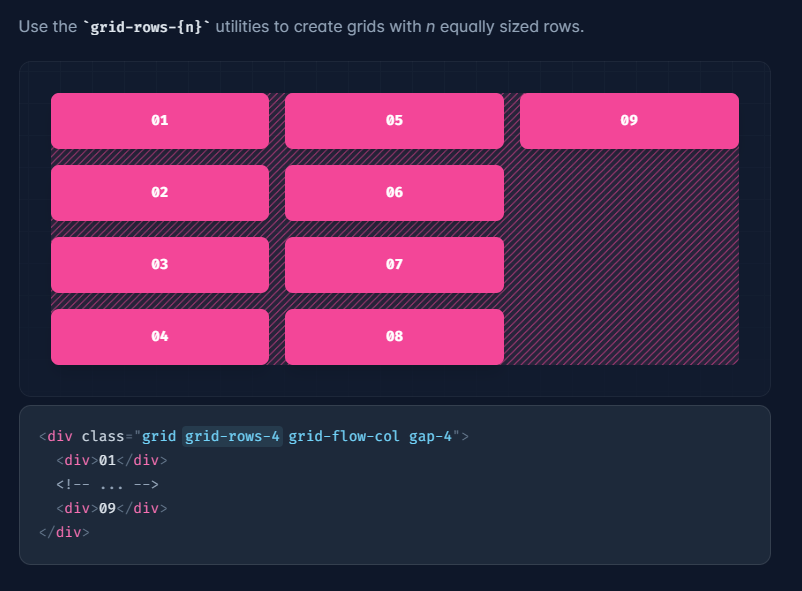 Use the `grid-rows-{n}` utilities to create grids with n equally sized rows.
01 05 09
02 06
03 07
04 08
<div class="grid grid-rows-4 grid-flow-col gap-4">
  <div>01</div>
  <!-- ... -->
  <div>09</div>
</div>